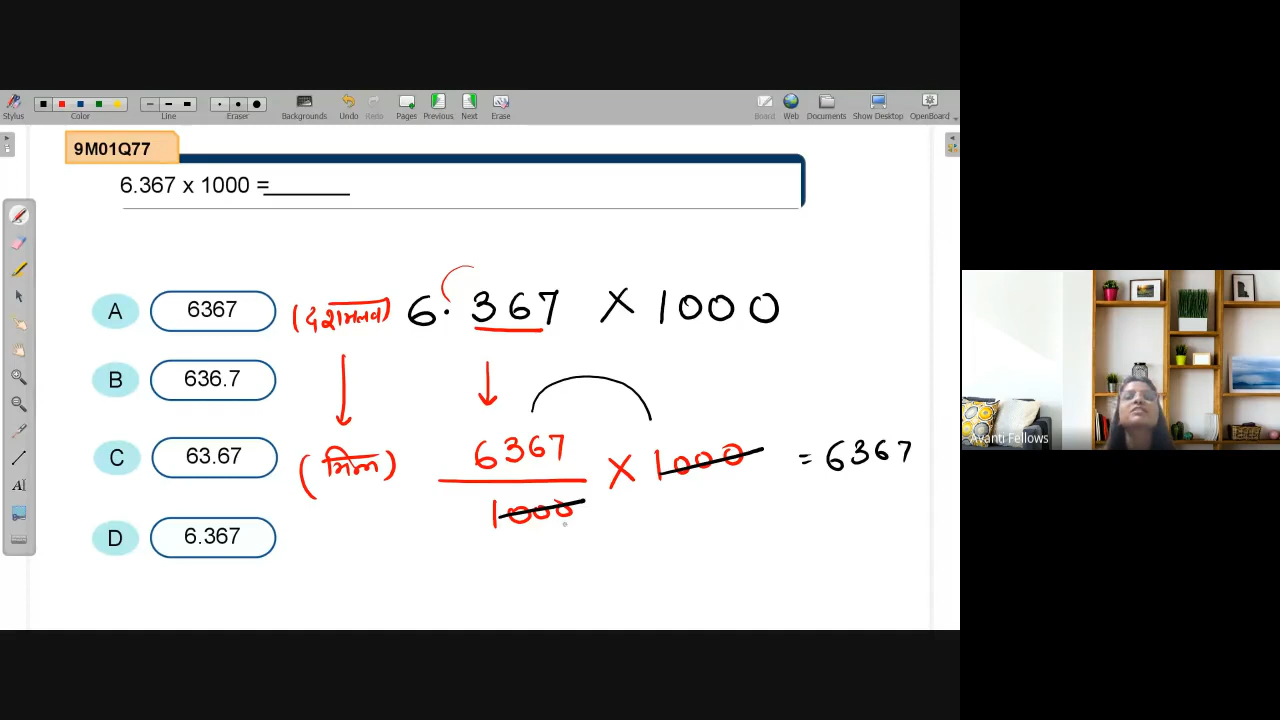 Stylus Color Line Eraser Backgrounds Undo Redo Pages Previous Next Erase Board Web Documents Show Desktop OpenBoard
9M01Q77
6.367 x 1000 =_______
A 6367 (दशमलव) 6.367 X 1000
B 636.7
C 63.67 (भिन्न) 6367 / 1000 X 1000 = 6367
D 6.367
Avanti Fellows